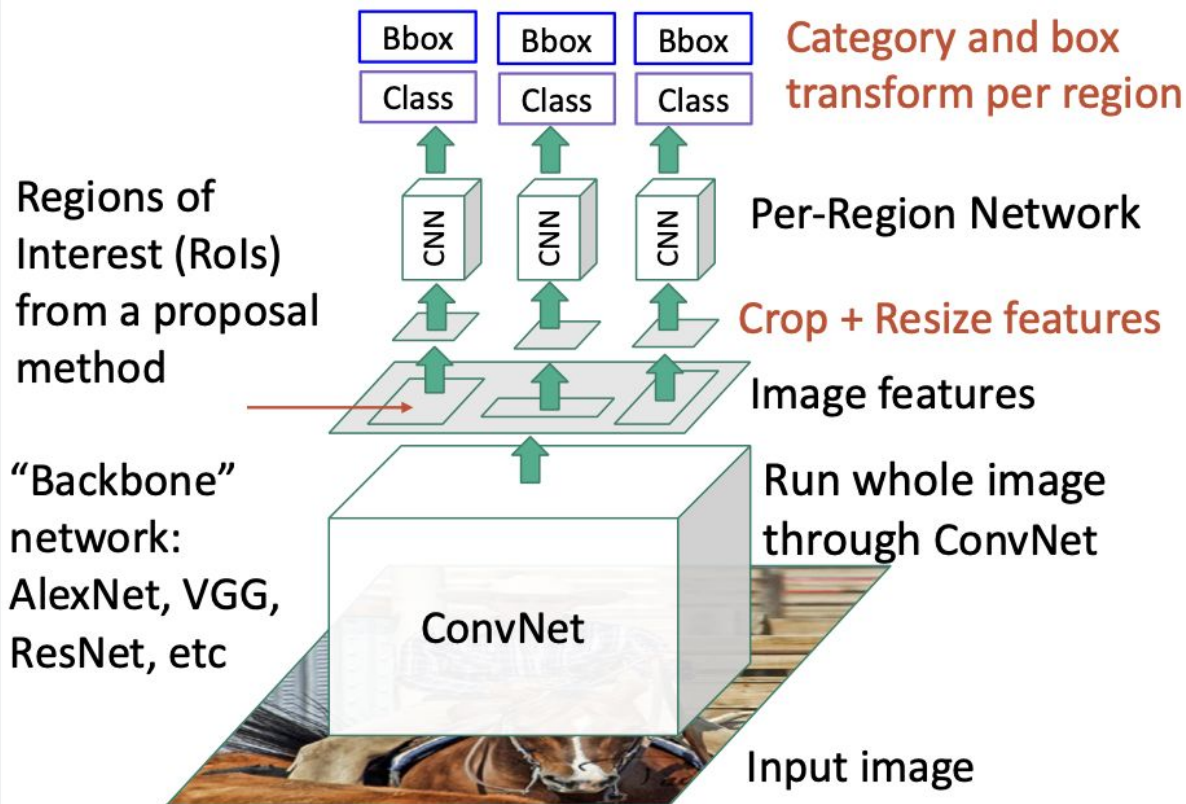 Bbox
Bbox
Bbox
Class
Class
Class
Category and box
transform per region
Regions of
Interest (RoIs)
from a proposal
method
CNN
CNN
CNN
Per-Region Network
Crop + Resize features
Image features
“Backbone”
network:
AlexNet, VGG,
ResNet, etc
Run whole image
through ConvNet
ConvNet
Input image